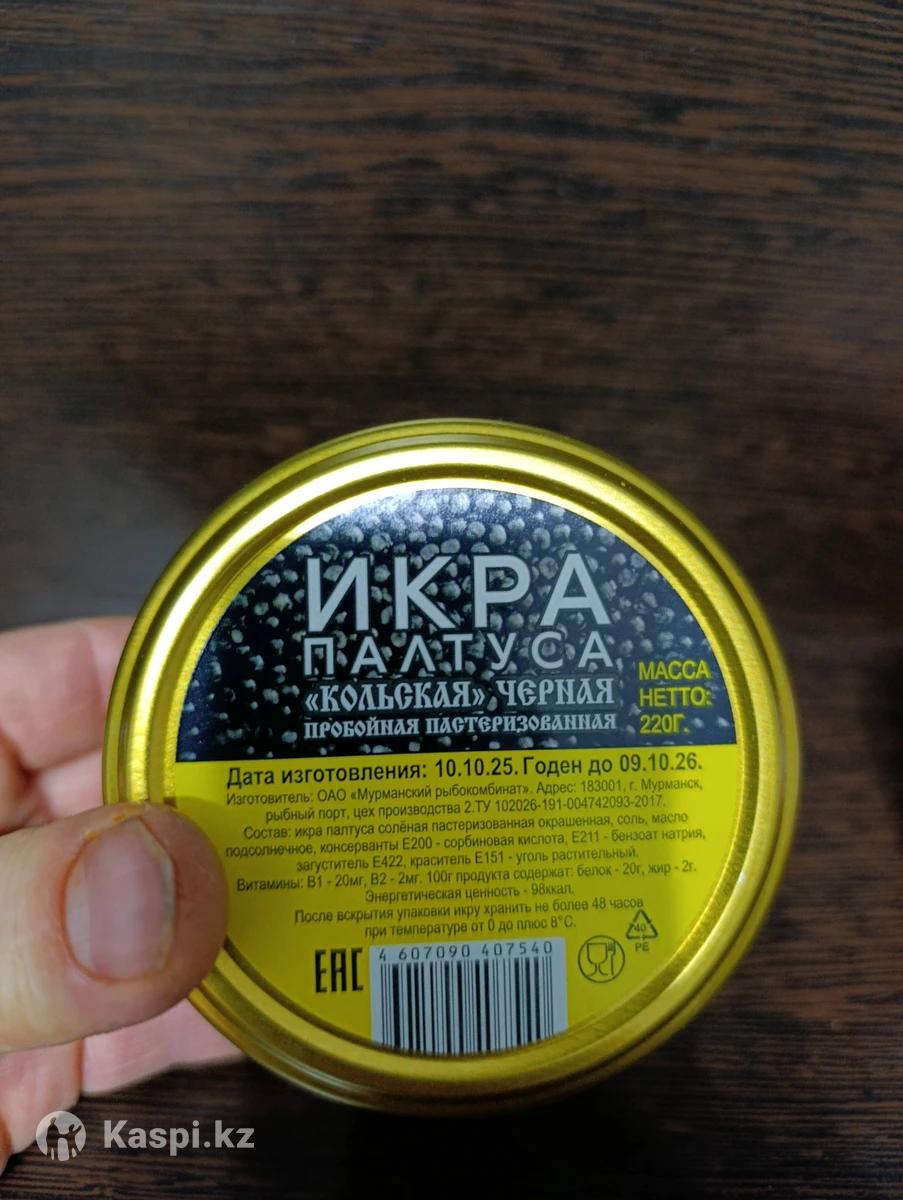 ИКРА
ПАЛТУСА
«КОЛЬСКАЯ» ЧЕРНАЯ
ПРОБОЙНАЯ ПАСТЕРИЗОВАННАЯ
МАССА
НЕТТО:
220Г.
Дата изготовления: 10.10.25. Годен до 09.10.26.
Изготовитель: ОАО «Мурманский рыбокомбинат». Адрес: 183001, г. Мурманск,
рыбный порт, цех производства 2.ТУ 102026-191-004742093-2017.
Состав: икра палтуса солёная пастеризованная окрашенная, соль, масло
подсолнечное, консерванты Е200 - сорбиновая кислота, Е211 - бензоат натрия,
загуститель Е422, краситель Е151 - уголь растительный.
Витамины: В1 - 20мг, В2 - 2мг. 100г продукта содержат: белок - 20г, жир - 2г.
Энергетическая ценность - 98ккал.
После вскрытия упаковки икру хранить не более 48 часов
при температуре от 0 до плюс 8°С.
ЕАС
4 607090 407540
40
PE
Kaspi.kz